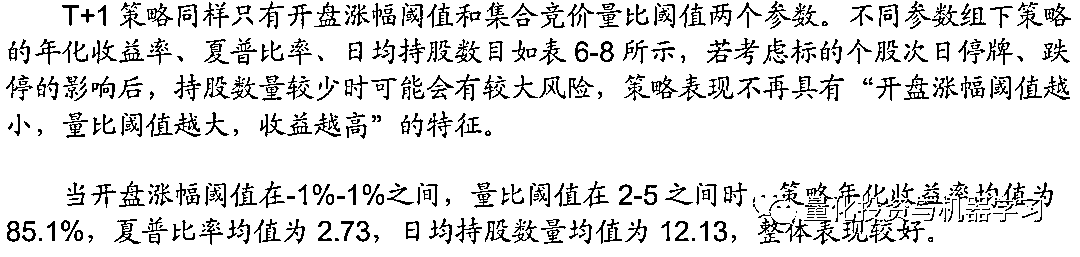 T+1 策略同样只有开盘涨幅阈值和集合竞价量比阈值两个参数。不同参数组下策略
的年化收益率、夏普比率、日均持股数目如表 6-8 所示，若考虑标的个股次日停牌、跌
停的影响后，持股数量较少时可能会有较大风险，策略表现不再具有“开盘涨幅阈值越
小，量比阈值越大，收益越高”的特征。
当开盘涨幅阈值在-1%-1%之间，量比阈值在 2-5 之间时，策略年化收益率均值为
85.1%，夏普比率均值为 2.73，日均持股数量均值为 12.13，整体表现较好。
量化投资与机器学习